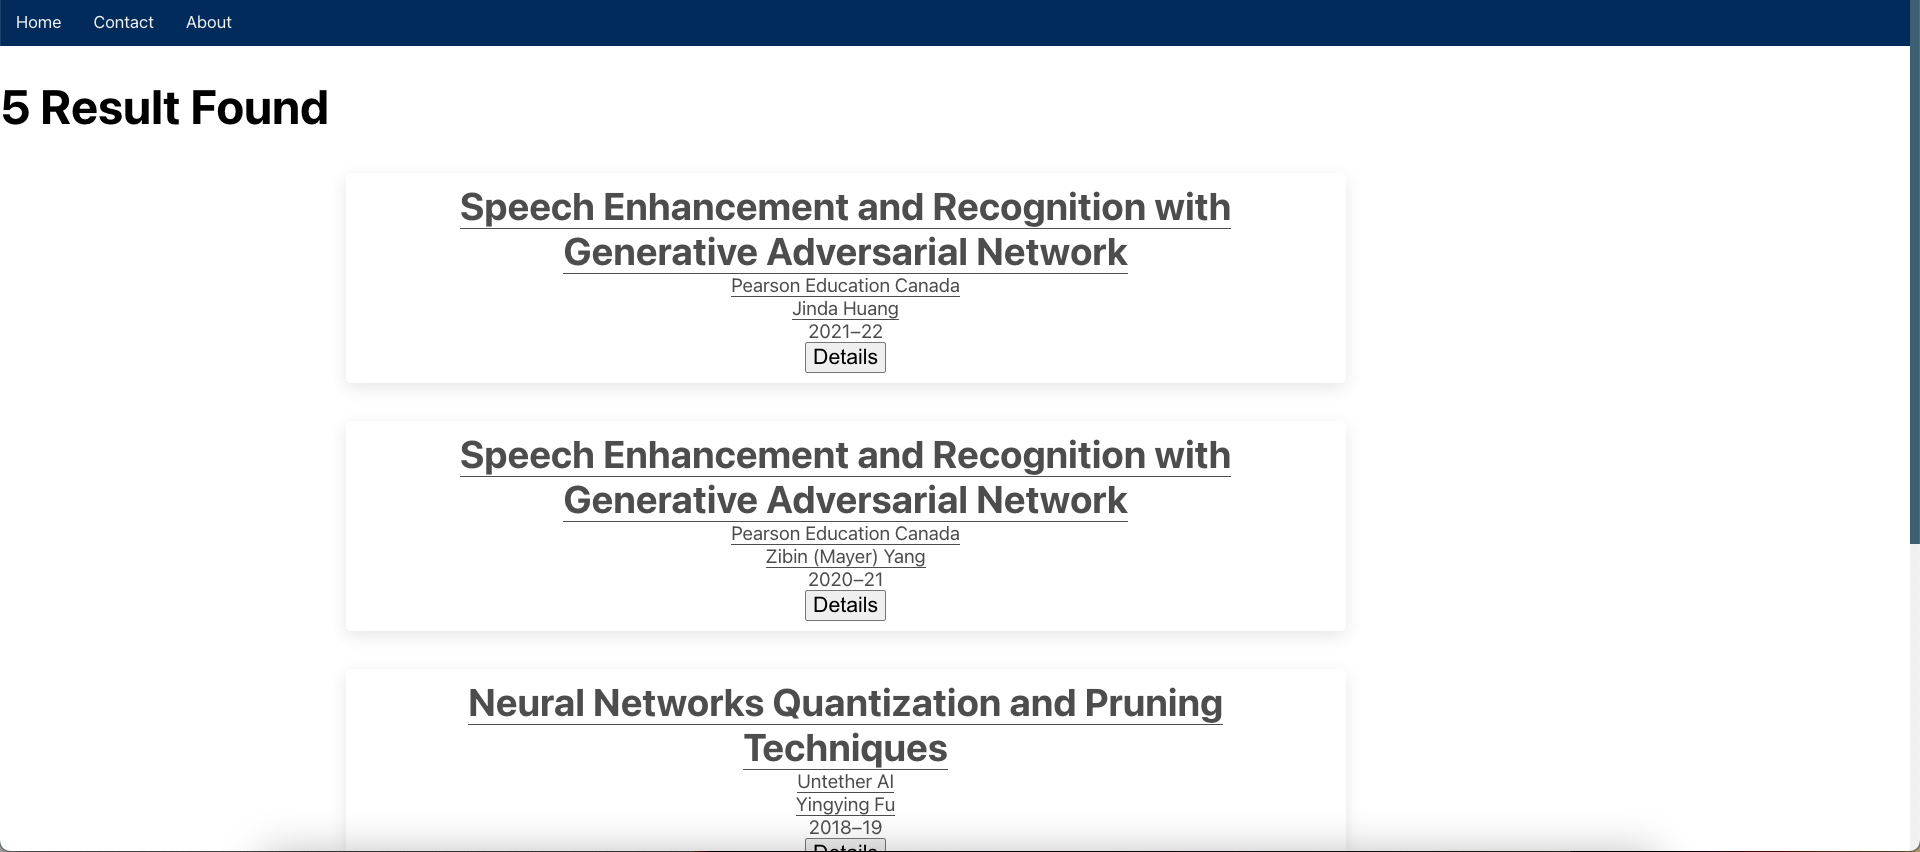 Home Contact About
5 Result Found
Speech Enhancement and Recognition with
Generative Adversarial Network
Pearson Education Canada
Jinda Huang
2021–22
Details
Speech Enhancement and Recognition with
Generative Adversarial Network
Pearson Education Canada
Zibin (Mayer) Yang
2020–21
Details
Neural Networks Quantization and Pruning
Techniques
Untether AI
Yingying Fu
2018–19
Details